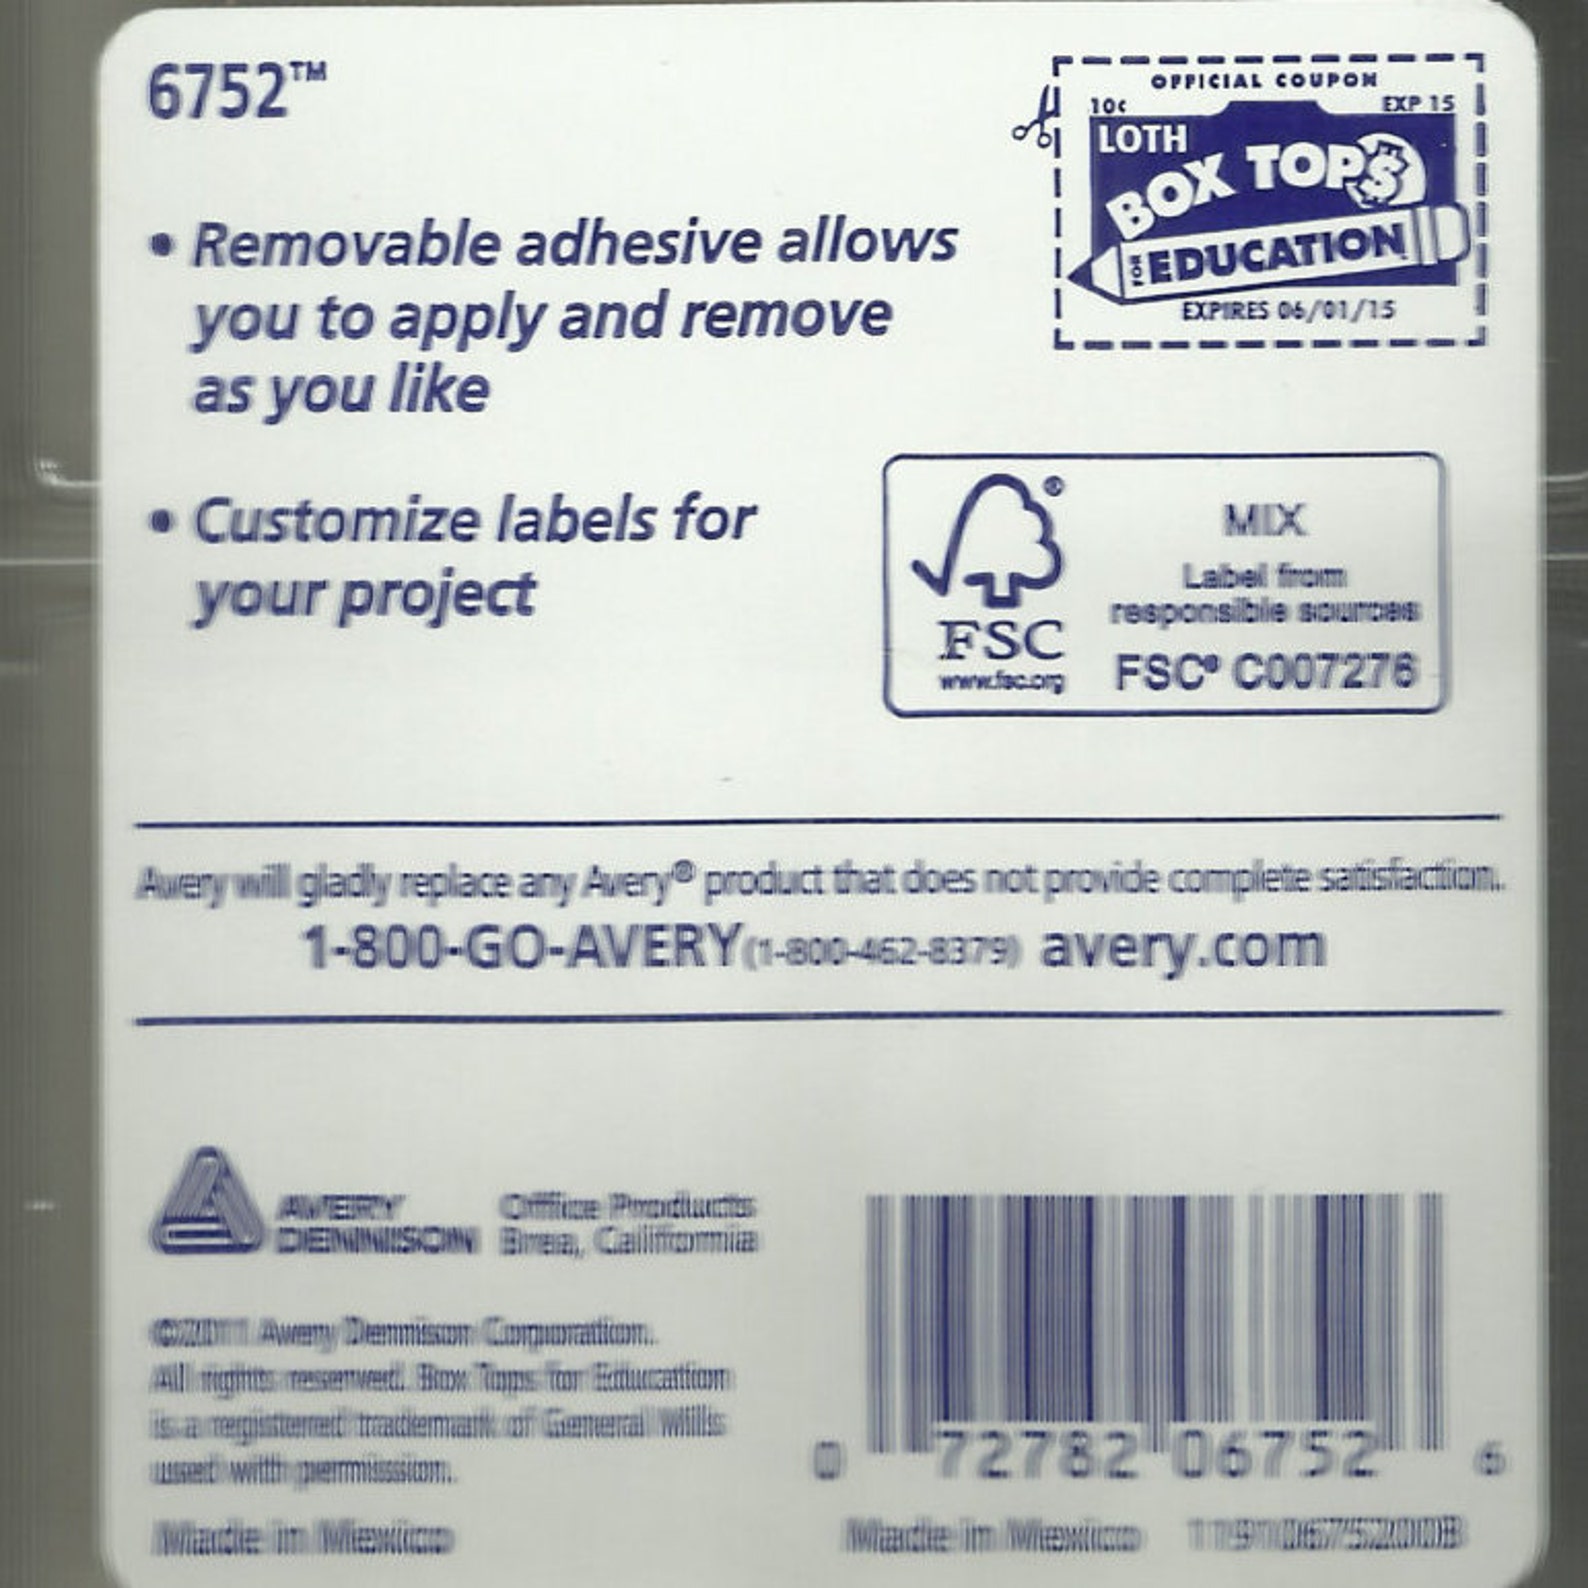 6752™
OFFICIAL COUPON
10¢ EXP 15
LOTH
BOX TOPS
FOR EDUCATION
EXPIRES 06/01/15
• Removable adhesive allows
you to apply and remove
as you like
• Customize labels for
your project
®
FSC
www.fsc.org
MIX
Label from
responsible sources
FSC® C007276
Avery will gladly replace any Avery® product that does not provide complete satisfaction.
1-800-GO-AVERY (1-800-462-8379) avery.com
AVERY
DENNISON
Office Products
Brea, California
©2011 Avery Dennison Corporation.
All rights reserved. Box Tops for Education
is a registered trademark of General Mills
used with permission.
Made in Mexico
0 72782 06752 6
Made in Mexico